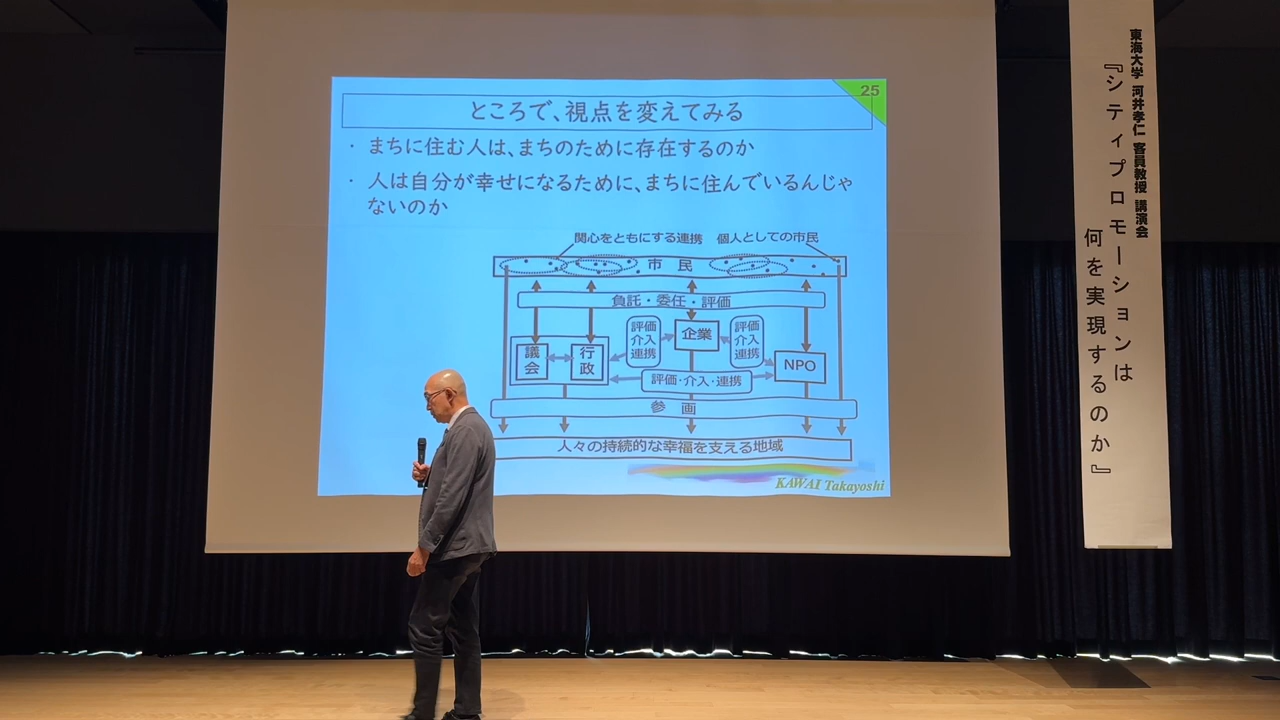 25
ところで、視点を変えてみる
・ まちに住む人は、まちのために存在するのか
・ 人は自分が幸せになるために、まちに住んでいるんじゃ
ないのか
関心をともにする連携 個人としての市民
市民
負託・委任・評価
議会
行政
評価
介入
連携
企業
評価
介入
連携
NPO
評価・介入・連携
参画
人々の持続的な幸福を支える地域
KAWAI Takayoshi
東海大学 河井孝仁 客員教授 講演会
『シティプロモーションは
何を実現するのか』